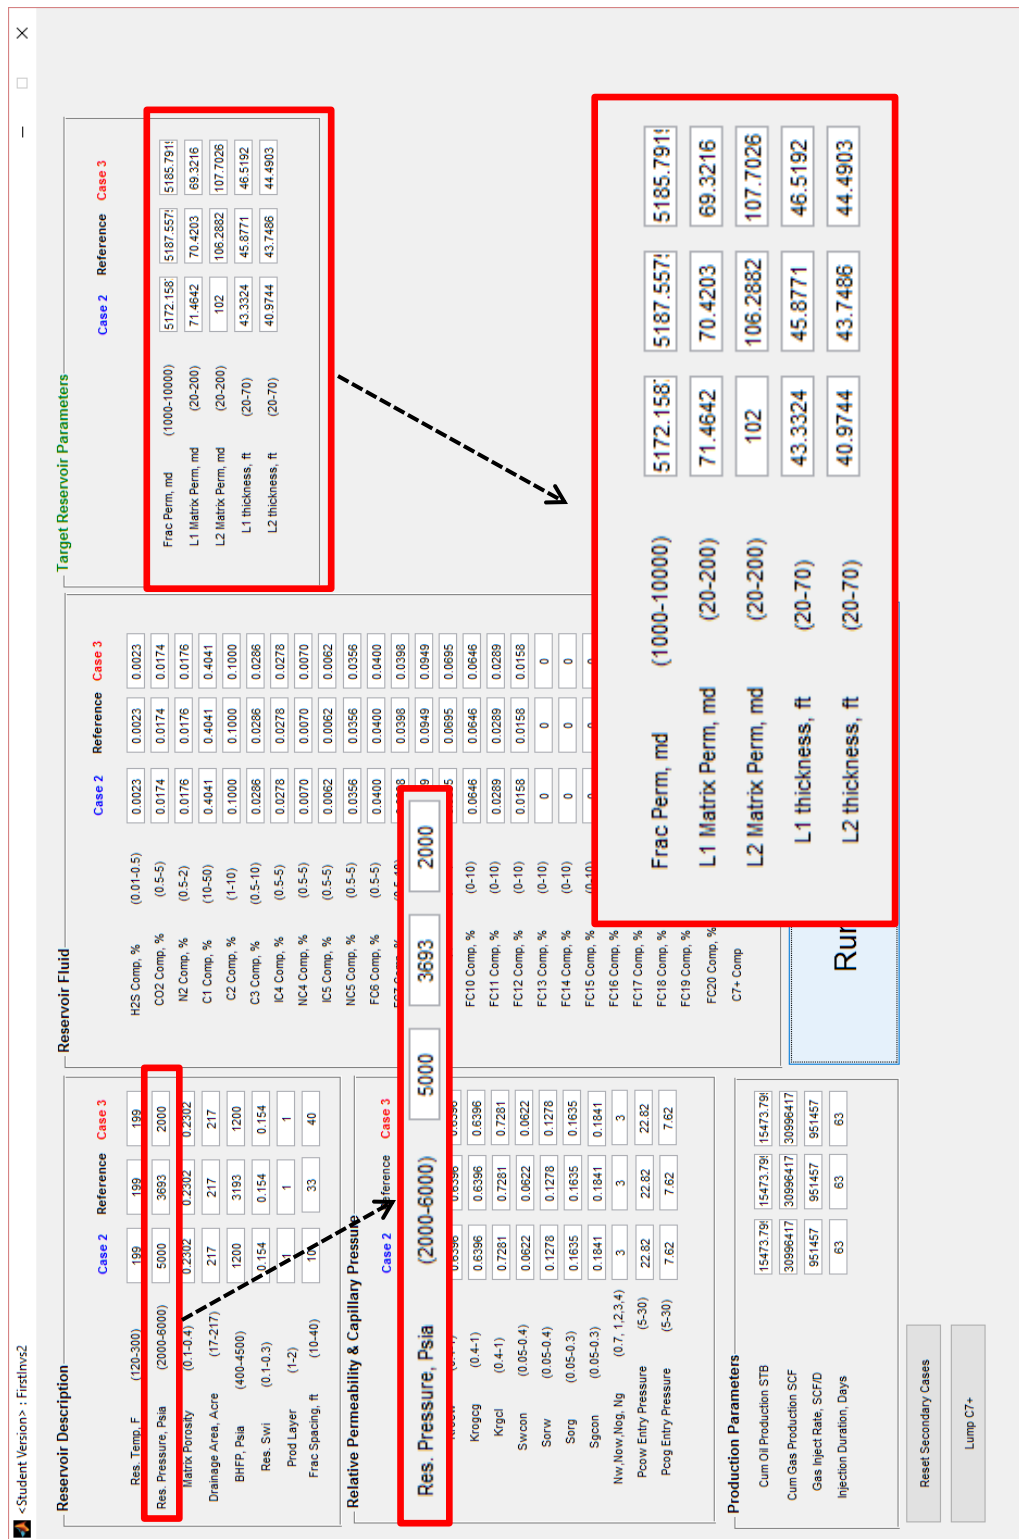 <Student Version> : FirstInvs2
Reservoir Description
Case 2 Reference Case 3
Res. Temp, F (120-300) 199 199 199
Res. Pressure, Psia (2000-6000) 5000 3693 2000
Matrix Porosity (0.1-0.4) 0.2302 0.2302 0.2302
Drainage Area, Acre (17-217) 217 217 217
BHFP, Psia (400-4500) 1200 3193 1200
Res. Swi (0.1-0.3) 0.154 0.154 0.154
Prod Layer (1-2) 1 1 1
Frac Spacing, ft (10-40) 10 33 40
Relative Permeability & Capillary Pressure
Case 2 Case 3
Res. Pressure, Psia (2000-6000) 5000 3693 2000
Krogcg (0.4-1) 0.6396 0.6396 0.6396
Krgcl (0.4-1) 0.7281 0.7281 0.7281
Swcon (0.05-0.4) 0.0622 0.0622 0.0622
Sorw (0.05-0.4) 0.1278 0.1278 0.1278
Sorg (0.05-0.3) 0.1635 0.1635 0.1635
Sgcon (0.05-0.3) 0.1841 0.1841 0.1841
Nw,Now,Nog, Ng (0.7, 1,2,3,4) 3 3 3
Pcow Entry Pressure (5-30) 22.82 22.82 22.82
Pcog Entry Pressure (5-30) 7.62 7.62 7.62
Production Parameters
Cum Oil Production STB 15473.79 15473.79 15473.79
Cum Gas Production SCF 30996417 30996417 30996417
Gas Inject Rate, SCF/D 951457 951457 951457
Injection Duration, Days 63 63 63
Reset Secondary Cases
Lump C7+
Reservoir Fluid
Case 2 Reference Case 3
H2S Comp, % (0.01-0.5) 0.0023 0.0023 0.0023
CO2 Comp, % (0.5-5) 0.0174 0.0174 0.0174
N2 Comp, % (0.5-2) 0.0176 0.0176 0.0176
C1 Comp, % (10-50) 0.4041 0.4041 0.4041
C2 Comp, % (1-10) 0.1000 0.1000 0.1000
C3 Comp, % (0.5-10) 0.0286 0.0286 0.0286
IC4 Comp, % (0.5-5) 0.0278 0.0278 0.0278
NC4 Comp, % (0.5-5) 0.0070 0.0070 0.0070
IC5 Comp, % (0.5-5) 0.0062 0.0062 0.0062
NC5 Comp, % (0.5-5) 0.0356 0.0356 0.0356
FC6 Comp, % (0.5-5) 0.0400 0.0400 0.0400
0.0398 0.0398
0.0949 0.0949
0.0695 0.0695
FC10 Comp, % (0-10) 0.0646 0.0646 0.0646
FC11 Comp, % (0-10) 0.0289 0.0289 0.0289
FC12 Comp, % (0-10) 0.0158 0.0158 0.0158
FC13 Comp, % (0-10) 0 0 0
FC14 Comp, % (0-10) 0 0 0
FC15 Comp, % (0-10)
FC16 Comp, %
FC17 Comp, %
FC18 Comp, %
FC19 Comp, %
FC20 Comp, %
C7+ Comp
Target Reservoir Parameters
Case 2 Reference Case 3
Frac Perm, md (1000-10000) 5172.158 5187.557 5185.791
L1 Matrix Perm, md (20-200) 71.4642 70.4203 69.3216
L2 Matrix Perm, md (20-200) 102 106.2882 107.7026
L1 thickness, ft (20-70) 43.3324 45.8771 46.5192
L2 thickness, ft (20-70) 40.9744 43.7486 44.4903
Frac Perm, md (1000-10000) 5172.158 5187.557 5185.791
L1 Matrix Perm, md (20-200) 71.4642 70.4203 69.3216
L2 Matrix Perm, md (20-200) 102 106.2882 107.7026
L1 thickness, ft (20-70) 43.3324 45.8771 46.5192
L2 thickness, ft (20-70) 40.9744 43.7486 44.4903